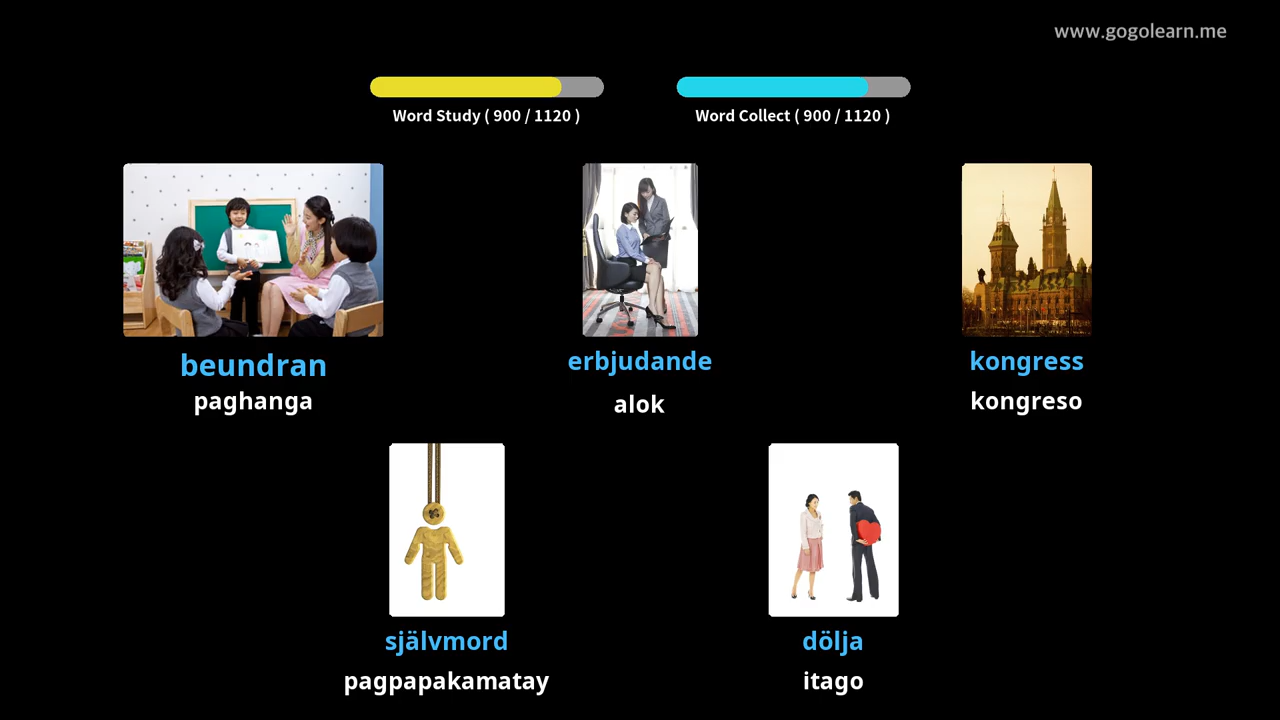 www.gogolearn.me
Word Study ( 900 / 1120 )
Word Collect ( 900 / 1120 )
beundran
paghanga
erbjudande
alok
kongress
kongreso
självmord
pagpapakamatay
dölja
itago